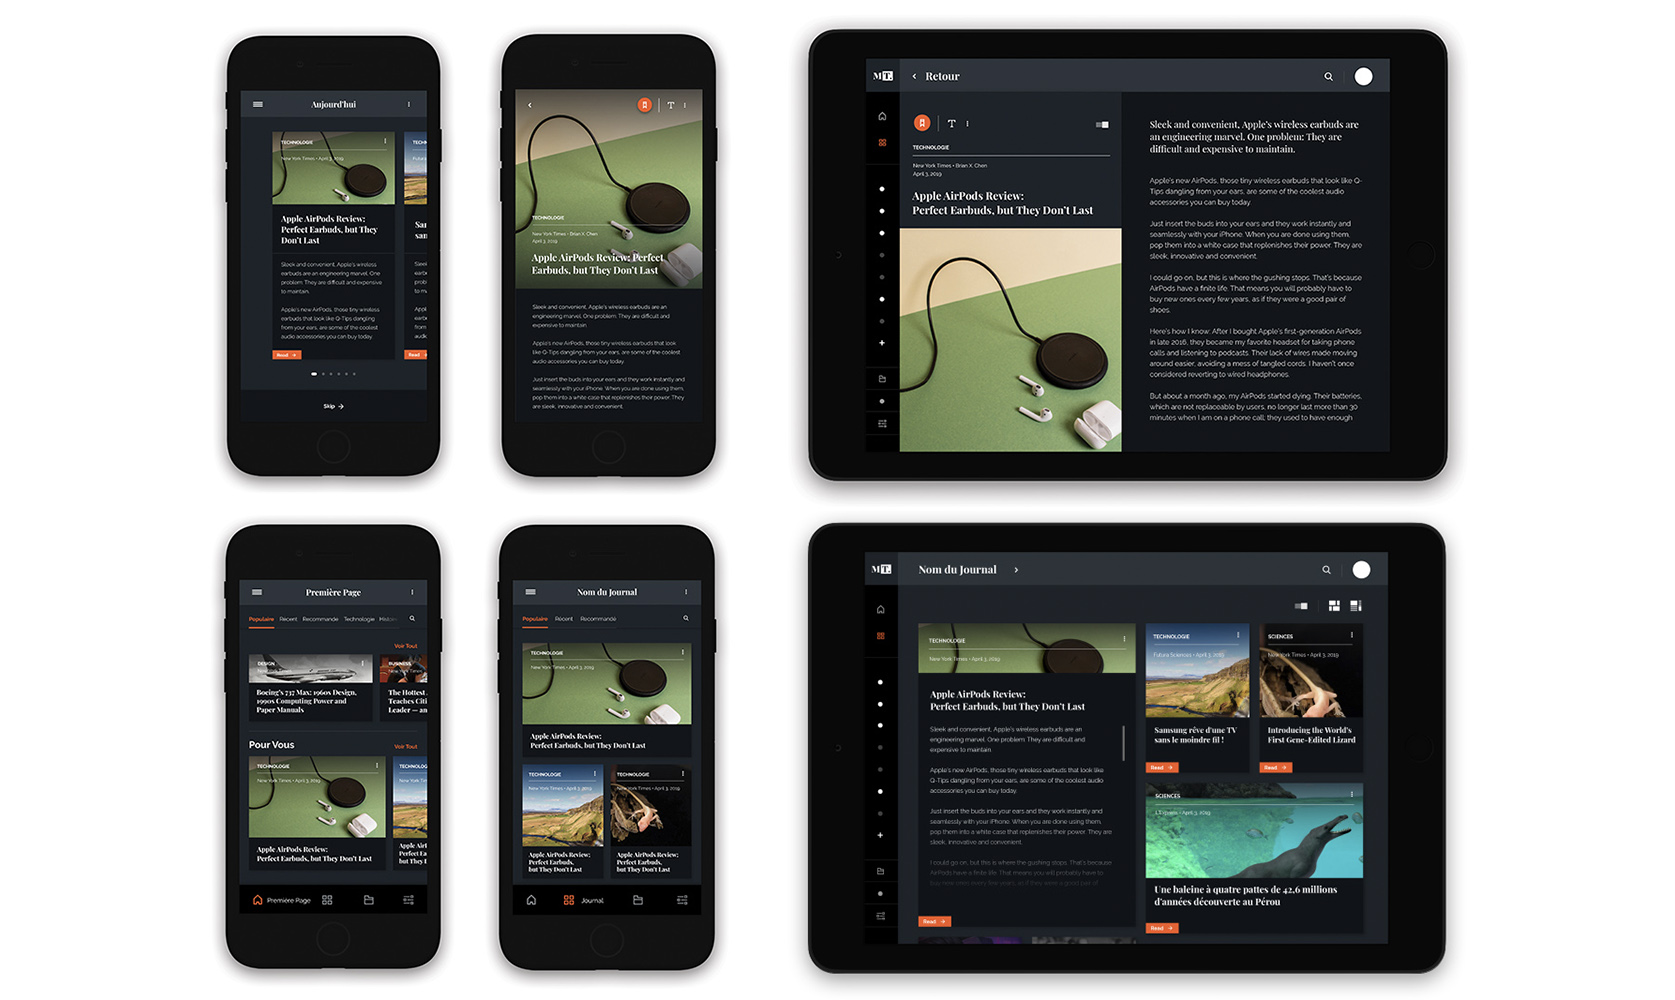 Aujourd'hui
TECHNOLOGIE
New York Times • April 3, 2019
Apple AirPods Review:
Perfect Earbuds, but They
Don't Last
Sleek and convenient, Apple's wireless
earbuds are an engineering marvel. One
problem: They are difficult and expensive
to maintain.
Apple's new AirPods, those tiny wireless
earbuds that look like Q-Tips dangling
from your ears, are some of the coolest
audio accessories you can buy today.
Read
Read
Skip
TECHNOLOGIE
New York Times • Brian X. Chen
April 3, 2019
Apple AirPods Review: Perfect
Earbuds, but They Don't Last
Sleek and convenient, Apple's wireless earbuds are an
engineering marvel. One problem: They are difficult and
expensive to maintain.
Apple's new AirPods, those tiny wireless earbuds that look
like Q-Tips dangling from your ears, are some of the coolest
audio accessories you can buy today.
Just insert the buds into your ears and they work instantly and
seamlessly with your iPhone. When you are done using them,
pop them into a white case that replenishes their power. They
are sleek, innovative and convenient.
MT.
Retour
T
TECHNOLOGIE
New York Times • Brian X. Chen
April 3, 2019
Apple AirPods Review:
Perfect Earbuds, but They Don't Last
Sleek and convenient, Apple's wireless earbuds are
an engineering marvel. One problem: They are
difficult and expensive to maintain.
Apple's new AirPods, those tiny wireless earbuds that look like Q-
Tips dangling from your ears, are some of the coolest audio
accessories you can buy today.
Just insert the buds into your ears and they work instantly and
seamlessly with your iPhone. When you are done using them,
pop them into a white case that replenishes their power. They are
sleek, innovative and convenient.
I could go on, but this is where the gushing stops. That's because
AirPods have a finite life. That means you will probably have to
buy new ones every few years, as if they were a good pair of
shoes.
Here's how I know: After I bought Apple's first-generation AirPods
in late 2016, they became my favorite headset for taking phone
calls and listening to podcasts. Their lack of wires made moving
around easier, avoiding a mess of tangled cords. I haven't once
considered reverting to wired headphones.
But about a month ago, my AirPods started dying. Their batteries,
which are not replaceable by users, no longer last more than 30
minutes when I am on a phone call; they used to have enough
Première Page
Populaire Récent Recommande Technologie Histoi
Voir Tout
DESIGN
New York Times
Boeing's 737 Max: 1960s Design,
1990s Computing Power and
Paper Manuals
BUSINESS
New York Times
The Hottest
Teaches Citi
Leader — an
Pour Vous
Voir Tout
TECHNOLOGIE
New York Times • April 3, 2019
Apple AirPods Review:
Perfect Earbuds, but They Don't Last
Apple AirP
Perfect Ea
but They D
Première Page
Nom du Journal
Populaire Récent Recommandé
TECHNOLOGIE
New York Times • April 3, 2019
Apple AirPods Review:
Perfect Earbuds, but They Don't Last
TECHNOLOGIE
New York Times • April 3, 2019
Apple AirPods Review:
Perfect Earbuds,
but They Don't Last
TECHNOLOGIE
New York Times • April 3, 2019
Apple AirPods Review:
Perfect Earbuds,
but They Don't Last
Journal
MT.
Nom du Journal
TECHNOLOGIE
New York Times • April 3, 2019
Apple AirPods Review:
Perfect Earbuds, but They Don't Last
Sleek and convenient, Apple's wireless earbuds are an
engineering marvel. One problem: They are difficult and
expensive to maintain.
Apple's new AirPods, those tiny wireless earbuds that look like
Q-Tips dangling from your ears, are some of the coolest audio
accessories you can buy today.
Just insert the buds into your ears and they work instantly and
seamlessly with your iPhone. When you are done using them,
pop them into a white case that replenishes their power. They are
sleek, innovative and convenient.
I could go on, but this is where the gushing stops. That's because
AirPods have a finite life. That means you will probably have to
buy new ones every few years, as if they were a good pair of
Read
TECHNOLOGIE
Futura Sciences • April 3, 2019
Samsung rêve d'une TV
sans le moindre fil !
Read
SCIENCES
New York Times • April 3, 2019
Introducing the World's
First Gene-Edited Lizard
Read
SCIENCES
L'Express • April 3, 2019
Une baleine à quatre pattes de 42,6 millions
d'années découverte au Pérou
Read